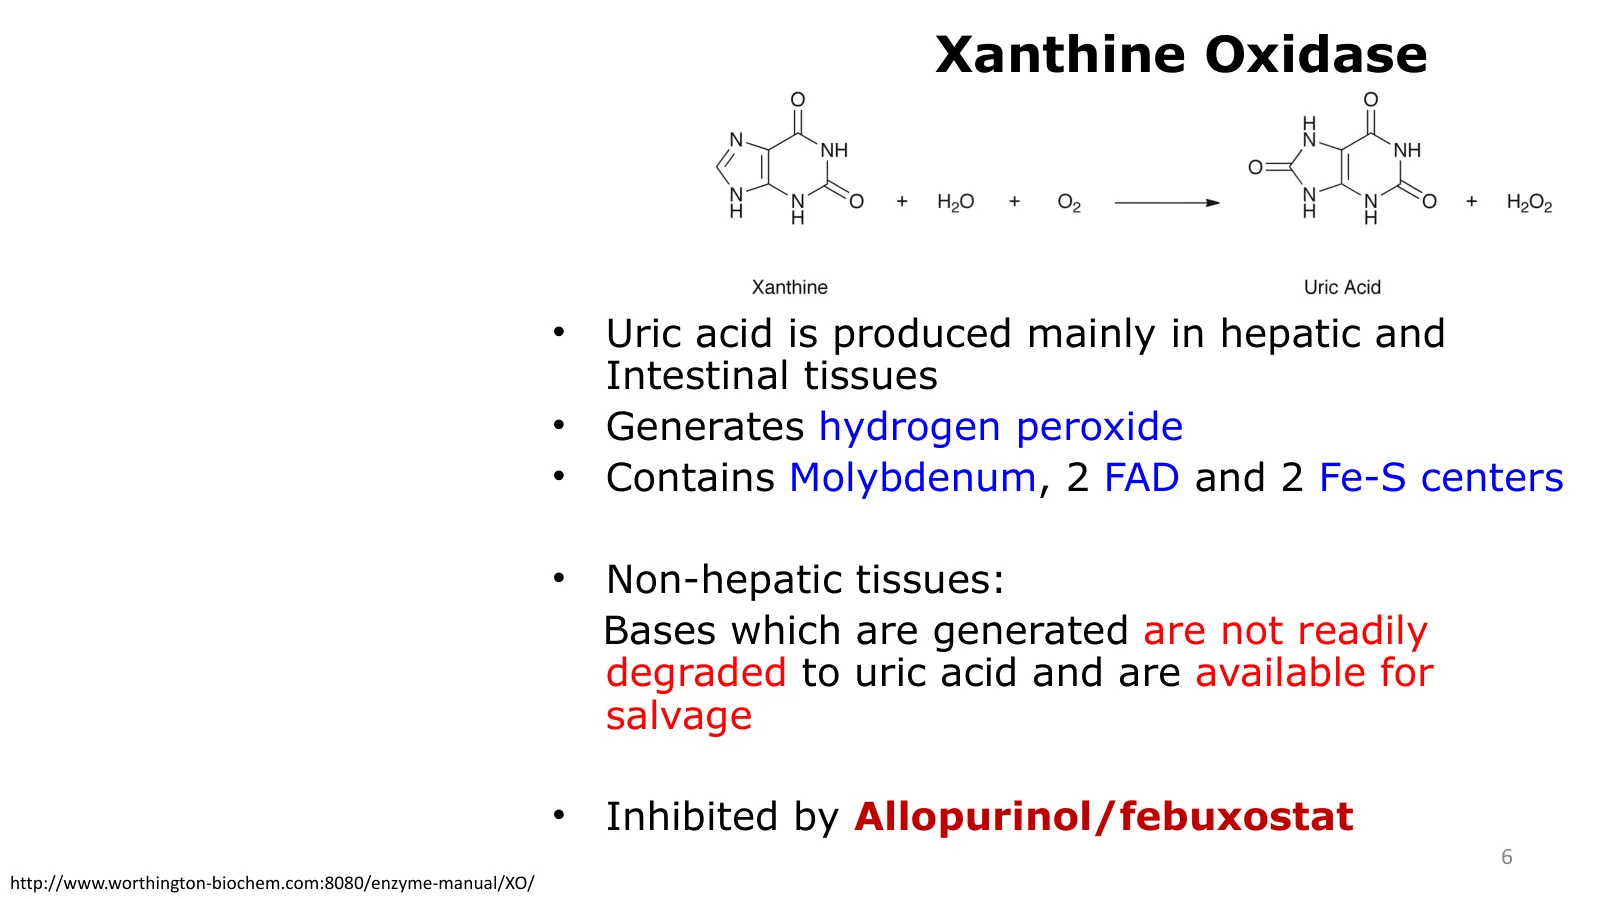 Xanthine Oxidase
O
N
NH
N
H
N
H
O
+ H₂O + O₂
O
H
N
NH
O
N
H
N
H
O
+ H₂O₂
Xanthine
Uric Acid
• Uric acid is produced mainly in hepatic and
Intestinal tissues
• Generates hydrogen peroxide
• Contains Molybdenum, 2 FAD and 2 Fe-S centers
• Non-hepatic tissues:
Bases which are generated are not readily
degraded to uric acid and are available for
salvage
• Inhibited by Allopurinol/febuxostat
6
http://www.worthington-biochem.com:8080/enzyme-manual/XO/